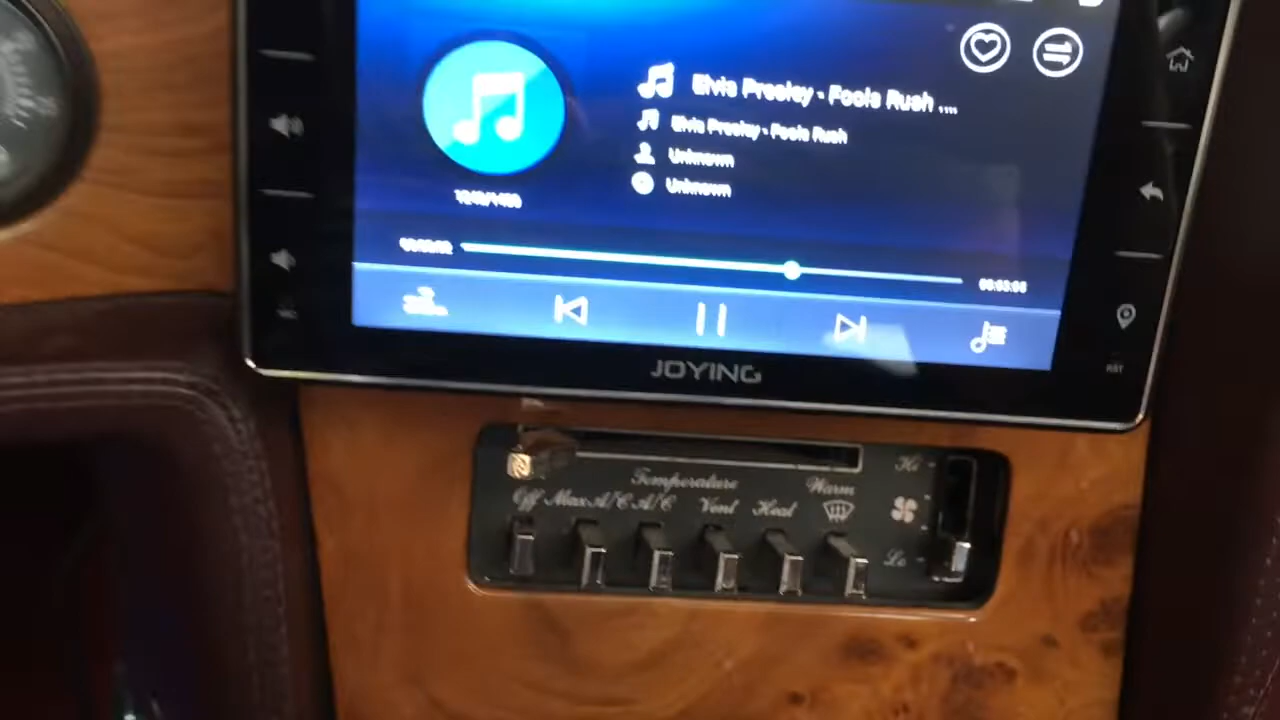 Elvis Presley - Fools Rush ....
Elvis Presley - Fools Rush
Unknown
Unknown
JOYING
RST
Temperature
Warm
Hi
Off Max A/C A/C Vent Heat
Lo